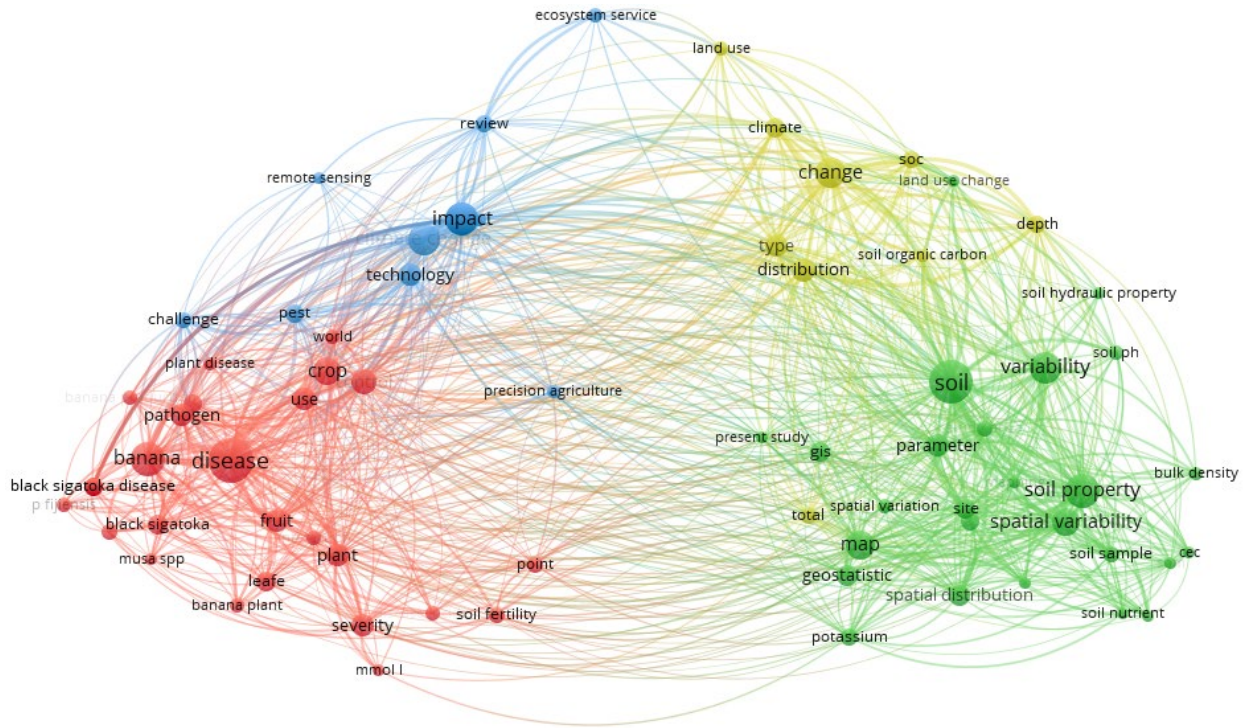 ecosystem service
land use
review
climate
soc
remote sensing
change
land use change
impact
depth
type
technology
distribution
soil organic carbon
soil hydraulic property
challenge
pest
world
plant disease
soil ph
crop
variability
soil
use
precision agriculture
banana
pathogen
present study
parameter
gis
banana
disease
bulk density
black sigatoka disease
soil property
p fijiensis
spatial variation
site
total
spatial variability
black sigatoka
fruit
map
musa spp
plant
soil sample
cec
point
geostatistic
leafe
spatial distribution
banana plant
soil fertility
soil nutrient
severity
potassium
mmol l